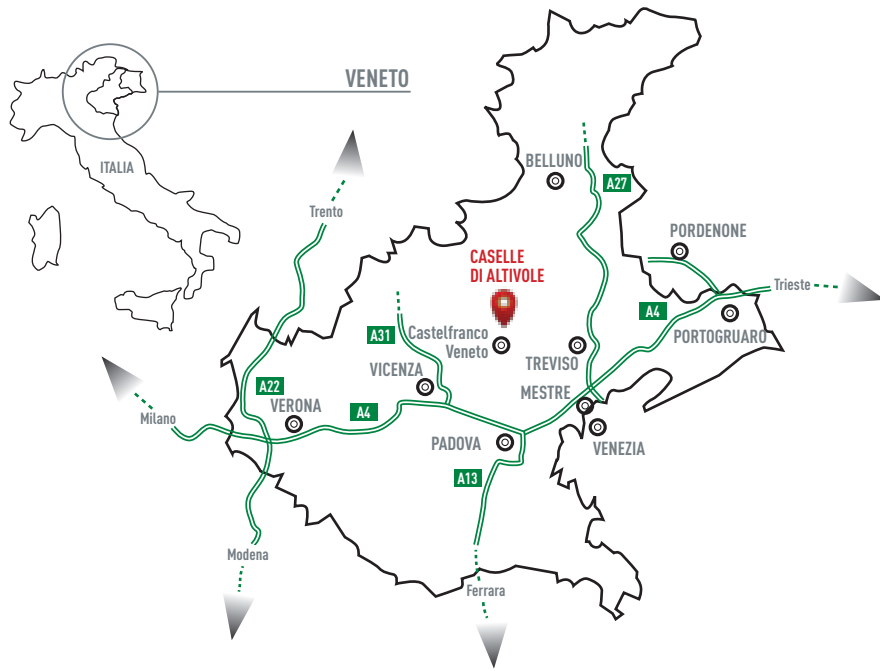 VENETO
ITALIA
BELLUNO
A27
Trento
PORDENONE
CASELLE
DI ALTIVOLE
Trieste
A4
A31
Castelfranco
Veneto
PORTOGRUARO
TREVISO
VICENZA
A22
MESTRE
VERONA
A4
Milano
PADOVA
VENEZIA
A13
Modena
Ferrara